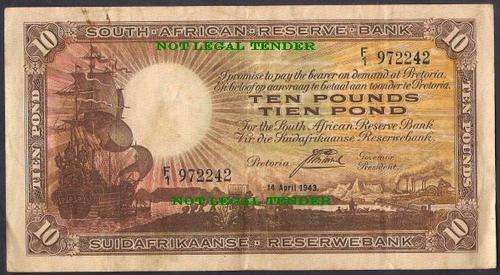 SOUTH AFRICAN RESERVE BANK
NOT LEGAL TENDER
10
10
F/1 972242
I promise to pay the bearer on demand at Pretoria.
Ek beloof op aanvraag te betaal aan toonder te Pretoria.
TEN POUNDS
TIEN POND
For the South African Reserve Bank
Vir die Suidafrikaanse Reserwebank.
TIEN POND
TEN POUNDS
F/1 972242
Pretoria
Governor
President.
14 April 1943.
NOT LEGAL TENDER
10
10
SUIDAFRIKAANSE RESERWEBANK